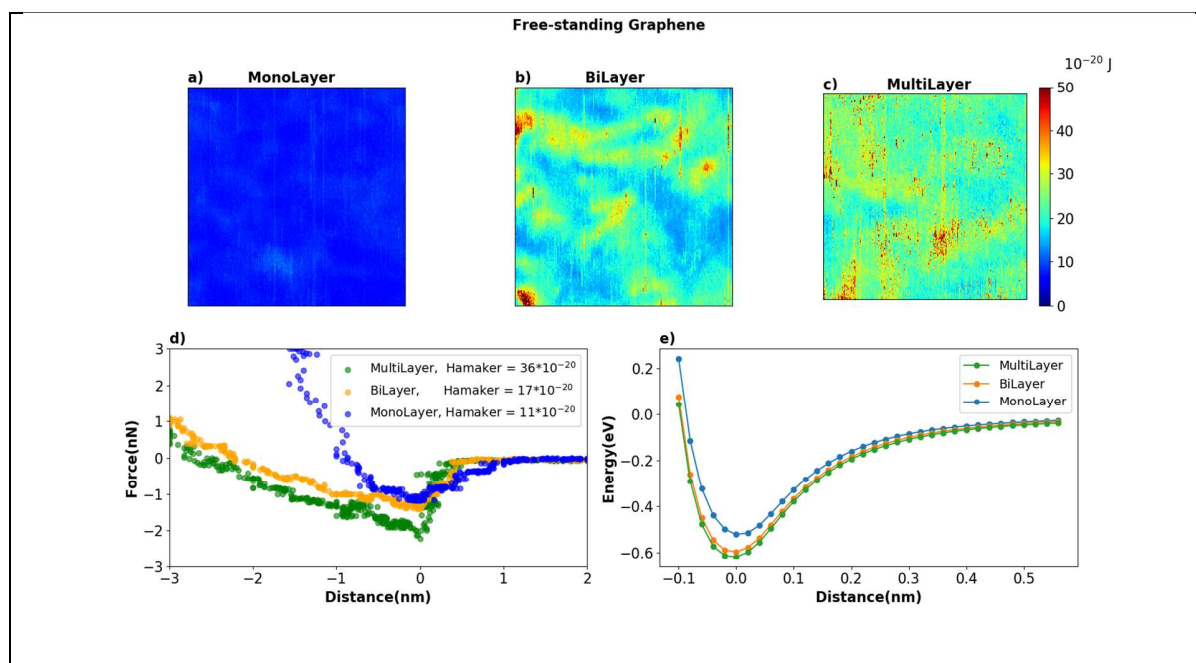 Free-standing Graphene
a) MonoLayer
b) BiLayer
c) MultiLayer
10⁻²⁰ J
50
40
30
20
10
0
d)
3
2
1
0
−1
−2
−3
Force(nN)
MultiLayer, Hamaker = 36*10⁻²⁰
BiLayer, Hamaker = 17*10⁻²⁰
MonoLayer, Hamaker = 11*10⁻²⁰
−3 −2 −1 0 1 2
Distance(nm)
e)
0.2
0.0
−0.2
−0.4
−0.6
Energy(eV)
MultiLayer
BiLayer
MonoLayer
−0.1 0.0 0.1 0.2 0.3 0.4 0.5
Distance(nm)